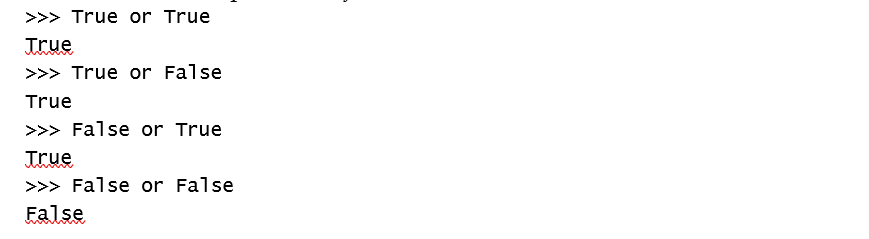 >>> True or True
True
>>> True or False
True
>>> False or True
True
>>> False or False
False